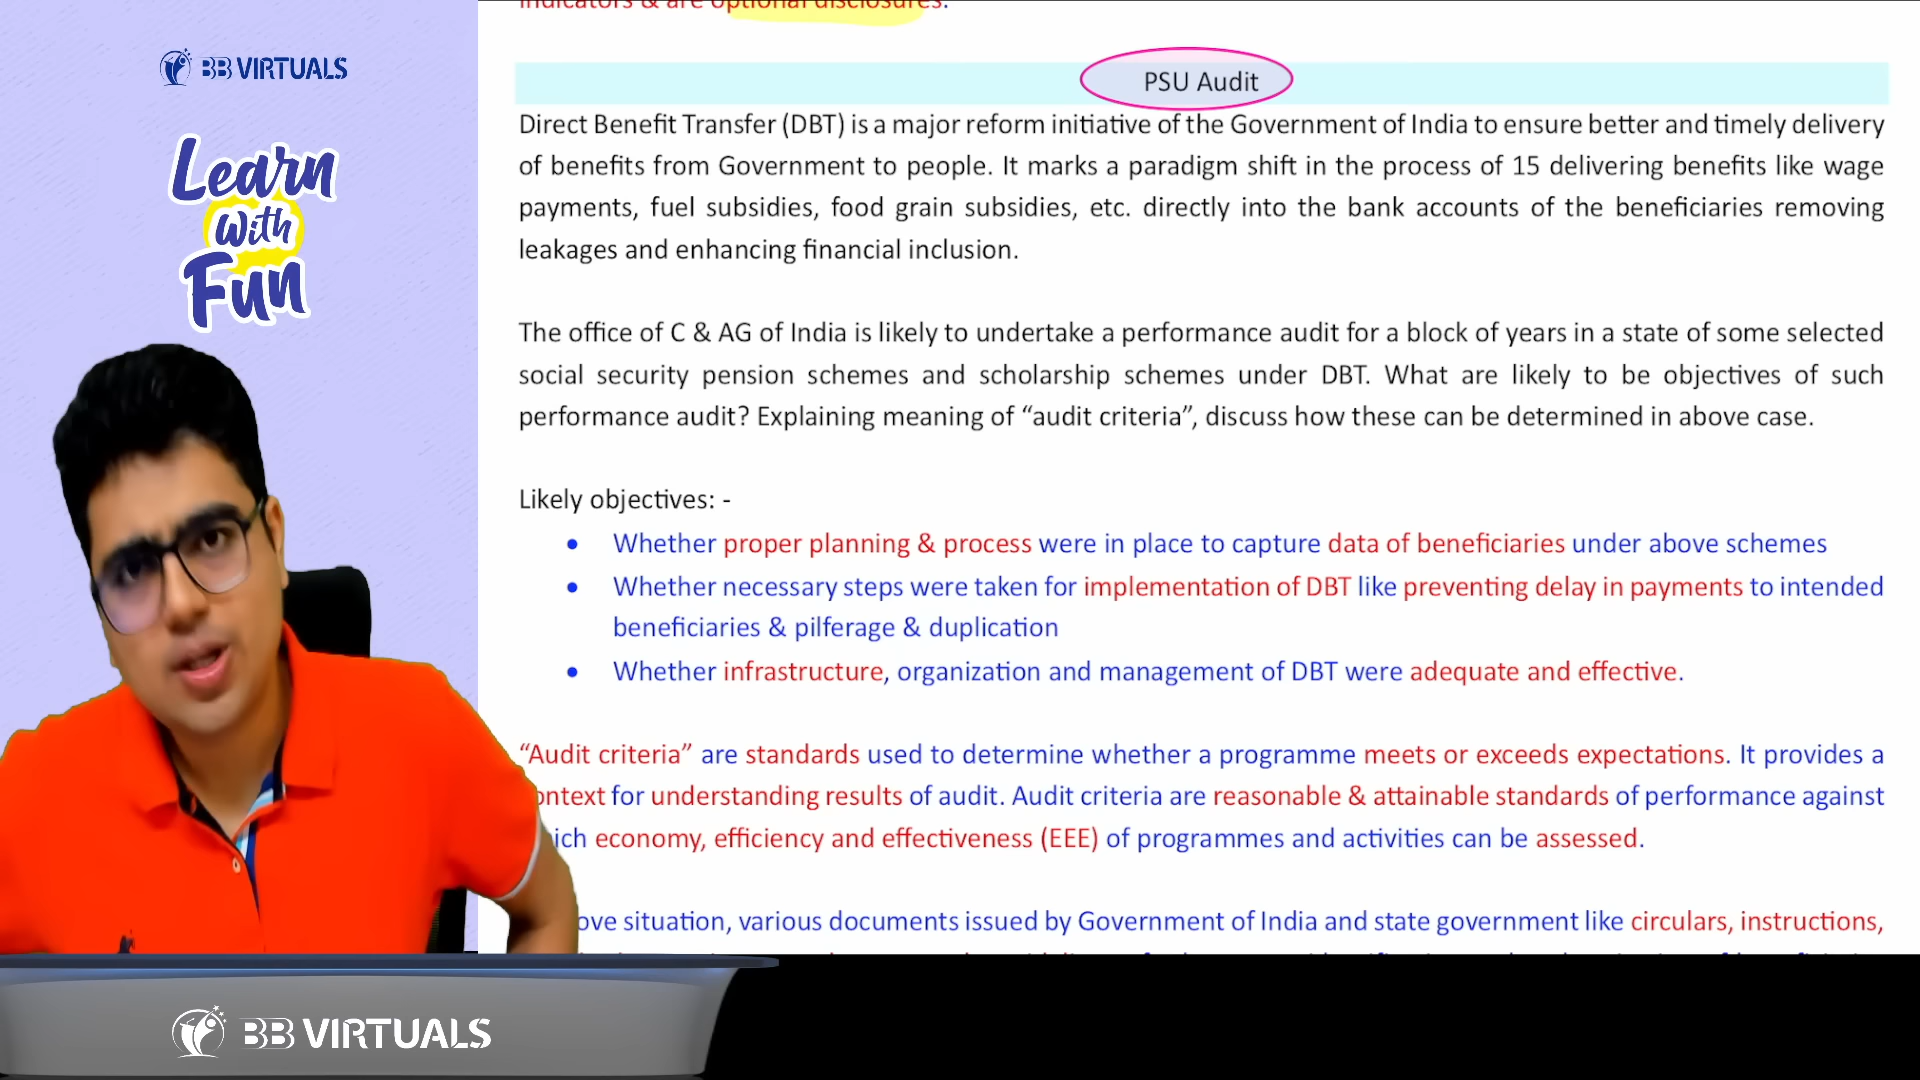 indicators & are optional disclosures.
BB VIRTUALS
Learn
With
Fun
PSU Audit
Direct Benefit Transfer (DBT) is a major reform initiative of the Government of India to ensure better and timely delivery
of benefits from Government to people. It marks a paradigm shift in the process of 15 delivering benefits like wage
payments, fuel subsidies, food grain subsidies, etc. directly into the bank accounts of the beneficiaries removing
leakages and enhancing financial inclusion.
The office of C & AG of India is likely to undertake a performance audit for a block of years in a state of some selected
social security pension schemes and scholarship schemes under DBT. What are likely to be objectives of such
performance audit? Explaining meaning of “audit criteria”, discuss how these can be determined in above case.
Likely objectives: -
• Whether proper planning & process were in place to capture data of beneficiaries under above schemes
• Whether necessary steps were taken for implementation of DBT like preventing delay in payments to intended
beneficiaries & pilferage & duplication
• Whether infrastructure, organization and management of DBT were adequate and effective.
“Audit criteria” are standards used to determine whether a programme meets or exceeds expectations. It provides a
ontext for understanding results of audit. Audit criteria are reasonable & attainable standards of performance against
ich economy, efficiency and effectiveness (EEE) of programmes and activities can be assessed.
ove situation, various documents issued by Government of India and state government like circulars, instructions,
BB VIRTUALS